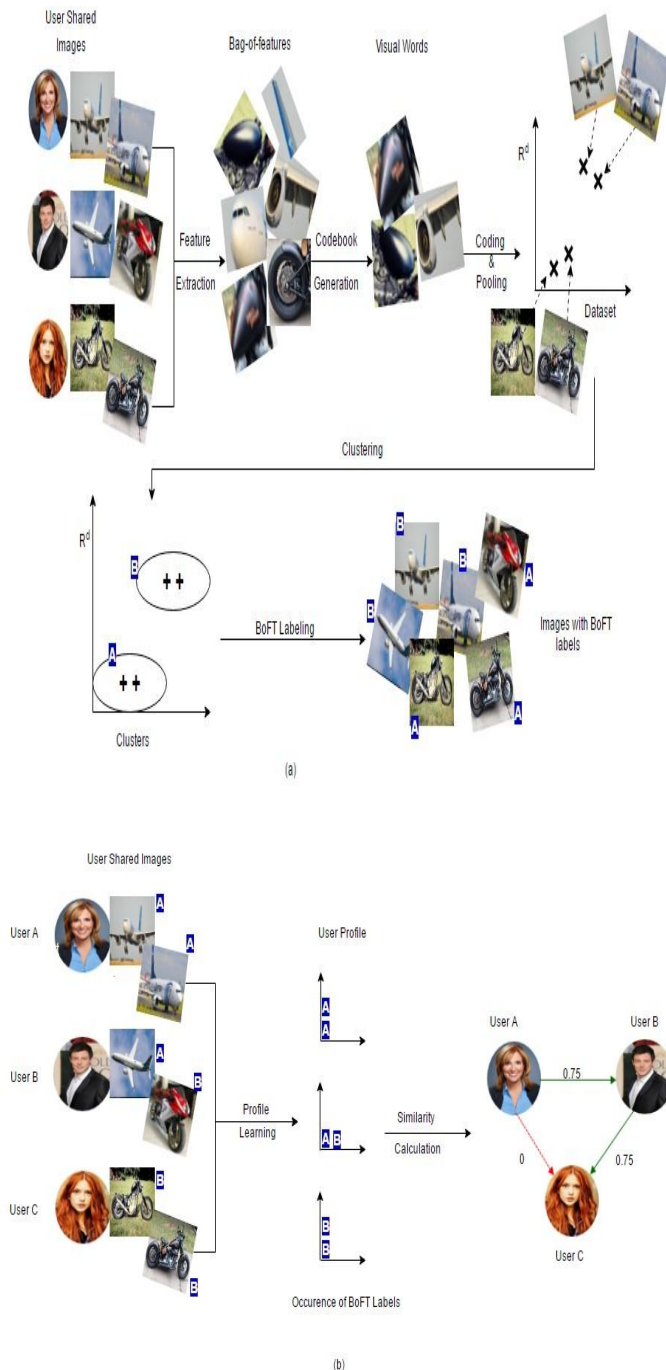 User Shared
Images
Bag-of-features
Visual Words
Feature
Extraction
Codebook
Generation
Coding
&
Pooling
R^d
Dataset
Clustering
R^d
B
A
Clusters
BoFT Labeling
B
B
A
B
A
A
Images with BoFT
labels
(a)
User Shared Images
User A
A
A
User B
A
B
User C
B
B
Profile
Learning
User Profile
A
A
A B
B
B
Occurence of BoFT Labels
Similarity
Calculation
User A
User B
0.75
0
0.75
User C
(b)